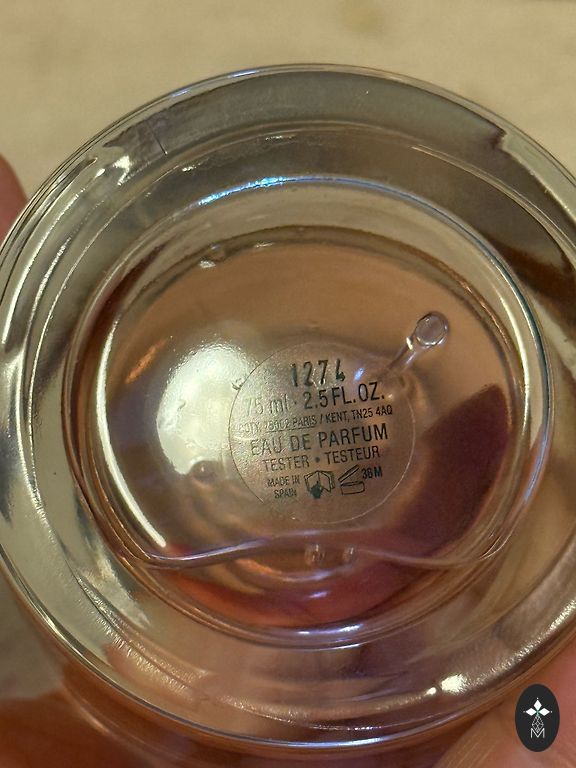 1274
75 ml · 2.5 FL. OZ.
COTY 75002 PARIS / KENT, TN25 4AQ
EAU DE PARFUM
TESTER • TESTEUR
MADE IN
SPAIN
36 M
M